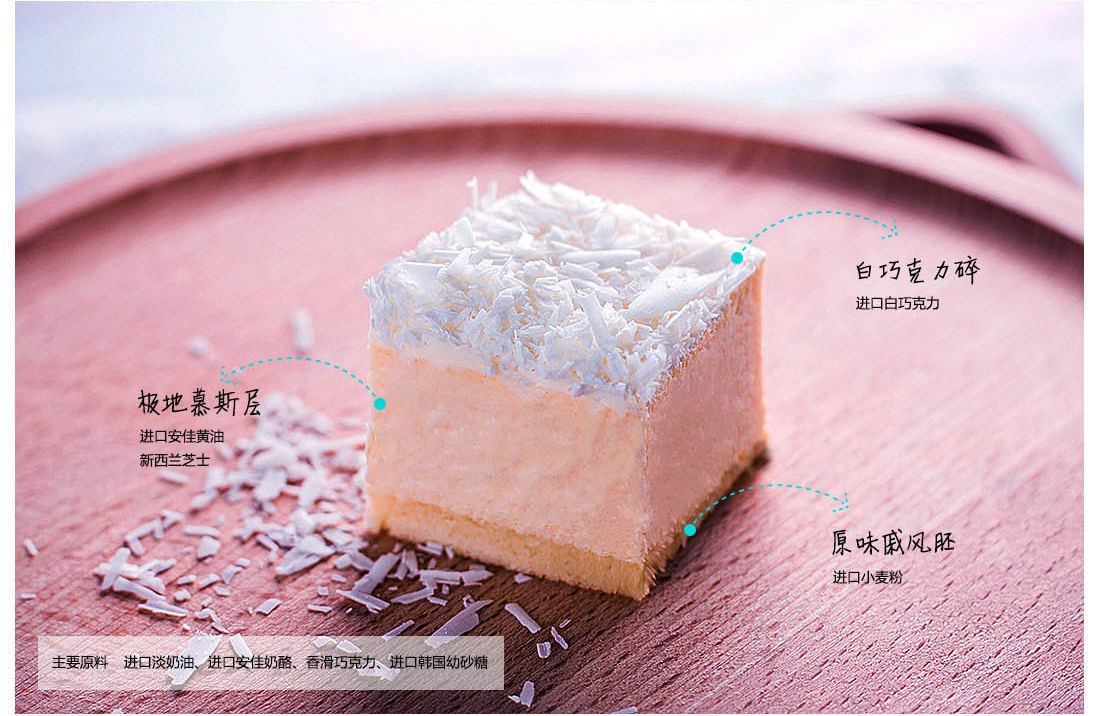 白巧克力碎
进口白巧克力
极地慕斯层
进口安佳黄油
新西兰芝士
原味戚风胚
进口小麦粉
主要原料 进口淡奶油、进口安佳奶酪、香滑巧克力、进口韩国幼砂糖